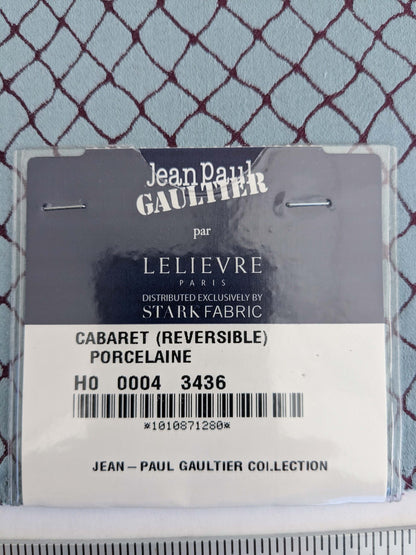 Jean Paul
GAULTIER
par
LELIEVRE
PARIS
DISTRIBUTED EXCLUSIVELY BY
STARK FABRIC
CABARET (REVERSIBLE)
PORCELAINE
H0 0004 3436
*1010871280*
JEAN-PAUL GAULTIER COLLECTION